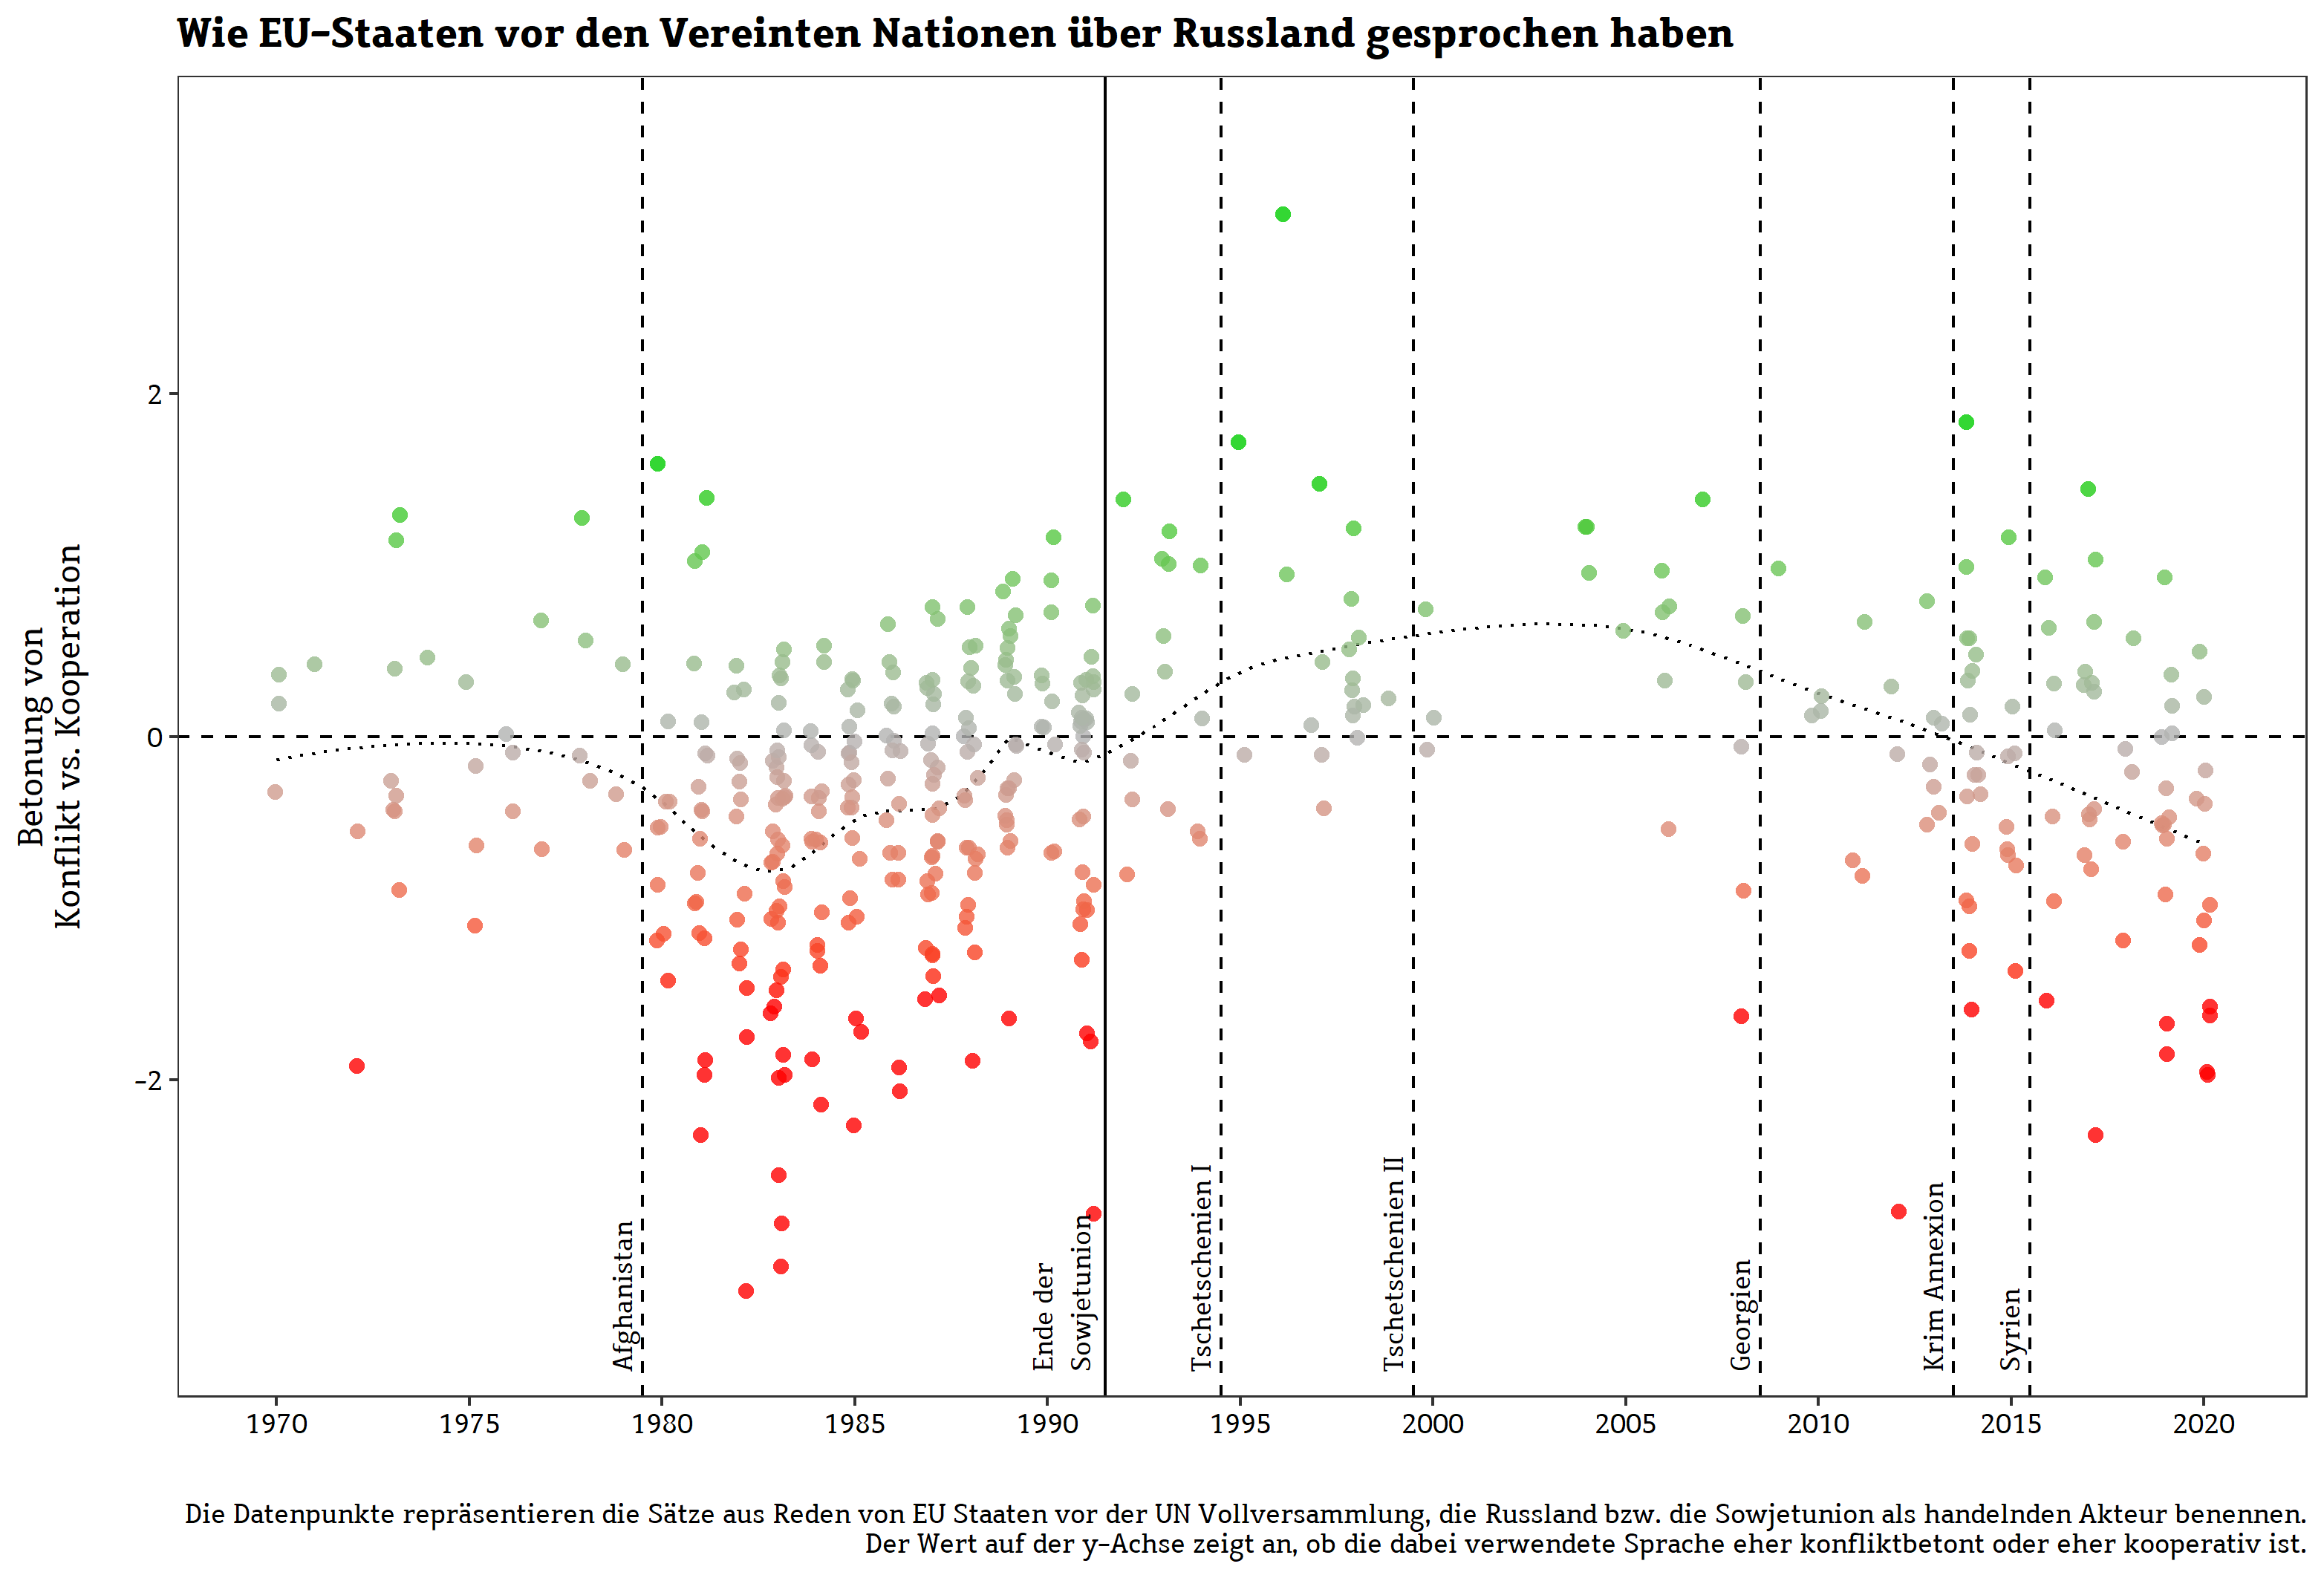 Wie EU-Staaten vor den Vereinten Nationen über Russland gesprochen haben
Betonung von
Konflikt vs. Kooperation
2
0
-2
Afghanistan
Ende der
Sowjetunion
Tschetschenien I
Tschetschenien II
Georgien
Krim Annexion
Syrien
1970 1975 1980 1985 1990 1995 2000 2005 2010 2015 2020
Die Datenpunkte repräsentieren die Sätze aus Reden von EU Staaten vor der UN Vollversammlung, die Russland bzw. die Sowjetunion als handelnden Akteur benennen.
Der Wert auf der y-Achse zeigt an, ob die dabei verwendete Sprache eher konfliktbetont oder eher kooperativ ist.